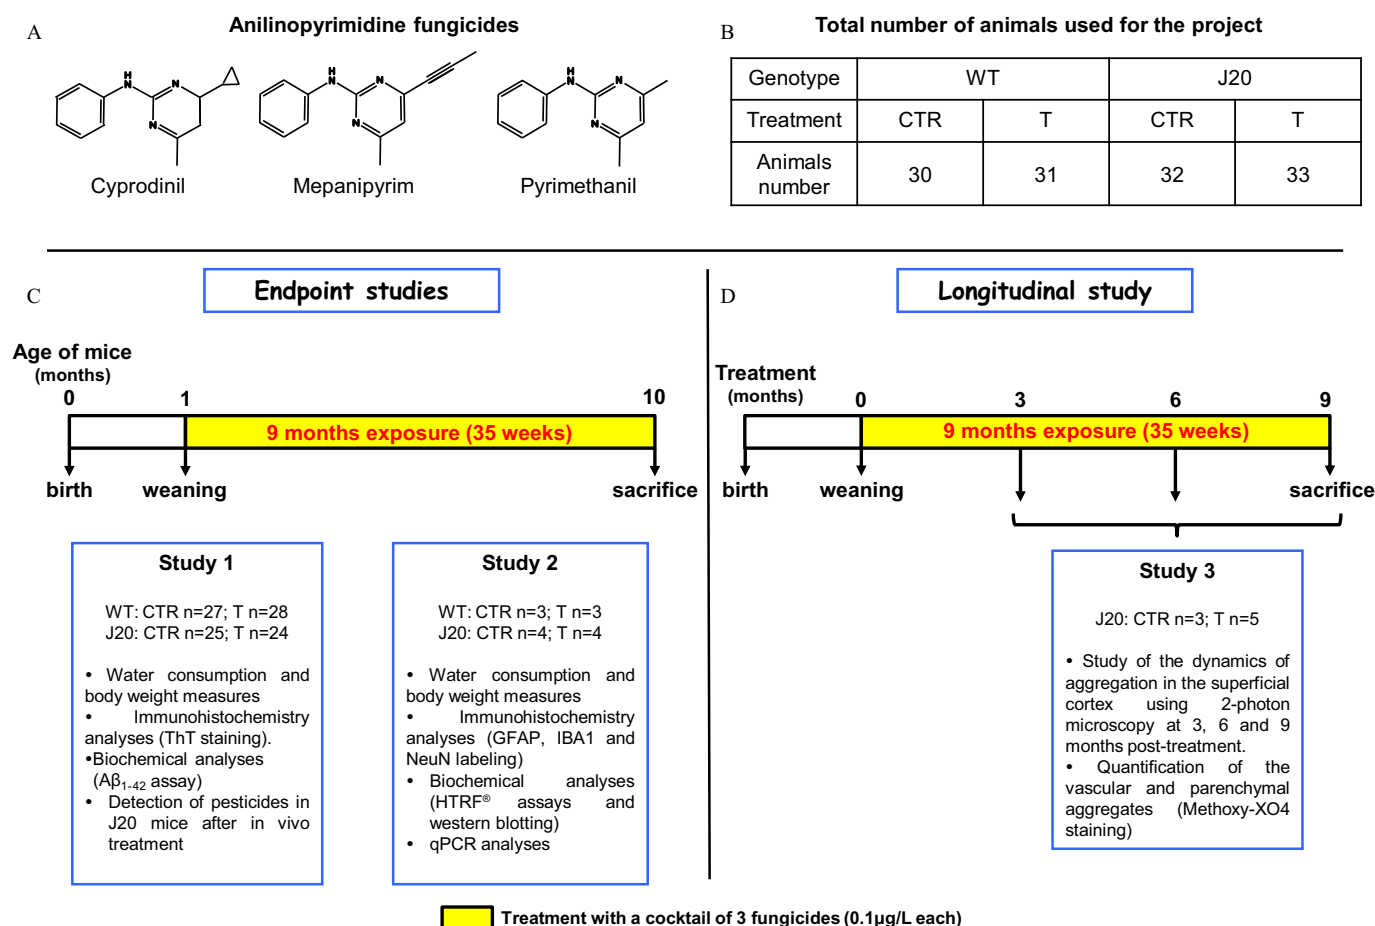 A
Anilinopyrimidine fungicides
H
N
N
N
Cyprodinil
H
N
N
N
Mepanipyrim
H
N
N
N
Pyrimethanil
B
Total number of animals used for the project
Genotype WT J20
Treatment CTR T CTR T
Animals number 30 31 32 33
C
Endpoint studies
Age of mice
(months)
0 1 10
9 months exposure (35 weeks)
birth weaning sacrifice
Study 1
WT: CTR n=27; T n=28
J20: CTR n=25; T n=24
• Water consumption and
body weight measures
• Immunohistochemistry
analyses (ThT staining).
•Biochemical analyses
(Aβ1-42 assay)
• Detection of pesticides in
J20 mice after in vivo
treatment
Study 2
WT: CTR n=3; T n=3
J20: CTR n=4; T n=4
• Water consumption and
body weight measures
• Immunohistochemistry
analyses (GFAP, IBA1 and
NeuN labeling)
• Biochemical analyses
(HTRF® assays and
western blotting)
• qPCR analyses
D
Longitudinal study
Treatment
(months)
0 3 6 9
9 months exposure (35 weeks)
birth weaning sacrifice
Study 3
J20: CTR n=3; T n=5
• Study of the dynamics of
aggregation in the superficial
cortex using 2-photon
microscopy at 3, 6 and 9
months post-treatment.
• Quantification of the
vascular and parenchymal
aggregates (Methoxy-XO4
staining)
Treatment with a cocktail of 3 fungicides (0.1µg/L each)